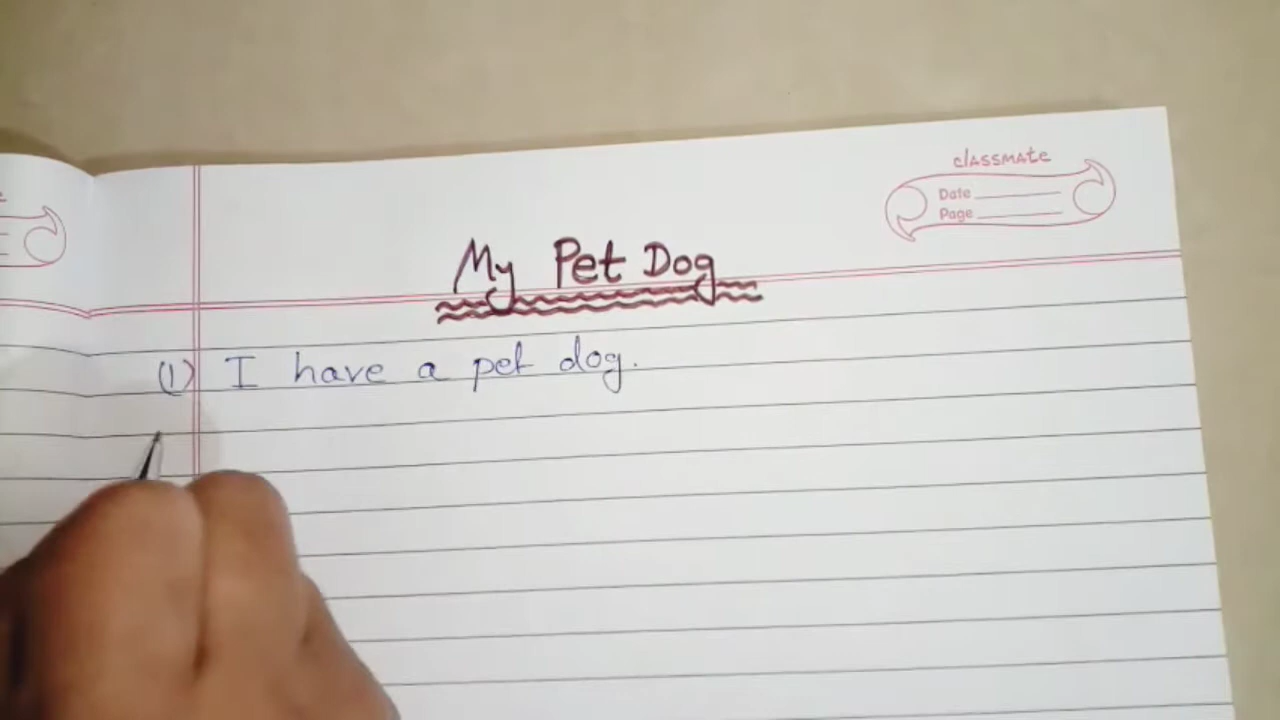 classmate
Date
Page
My Pet Dog
(1) I have a pet dog.